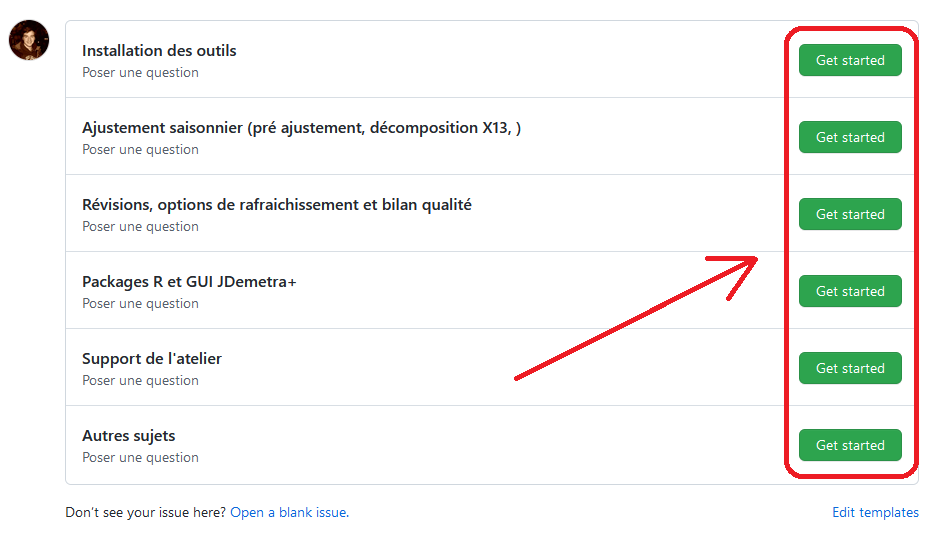 Installation des outils
Poser une question
Get started
Ajustement saisonnier (pré ajustement, décomposition X13, )
Poser une question
Get started
Révisions, options de rafraichissement et bilan qualité
Poser une question
Get started
Packages R et GUI JDemetra+
Poser une question
Get started
Support de l'atelier
Poser une question
Get started
Autres sujets
Poser une question
Get started
Don't see your issue here? Open a blank issue.
Edit templates